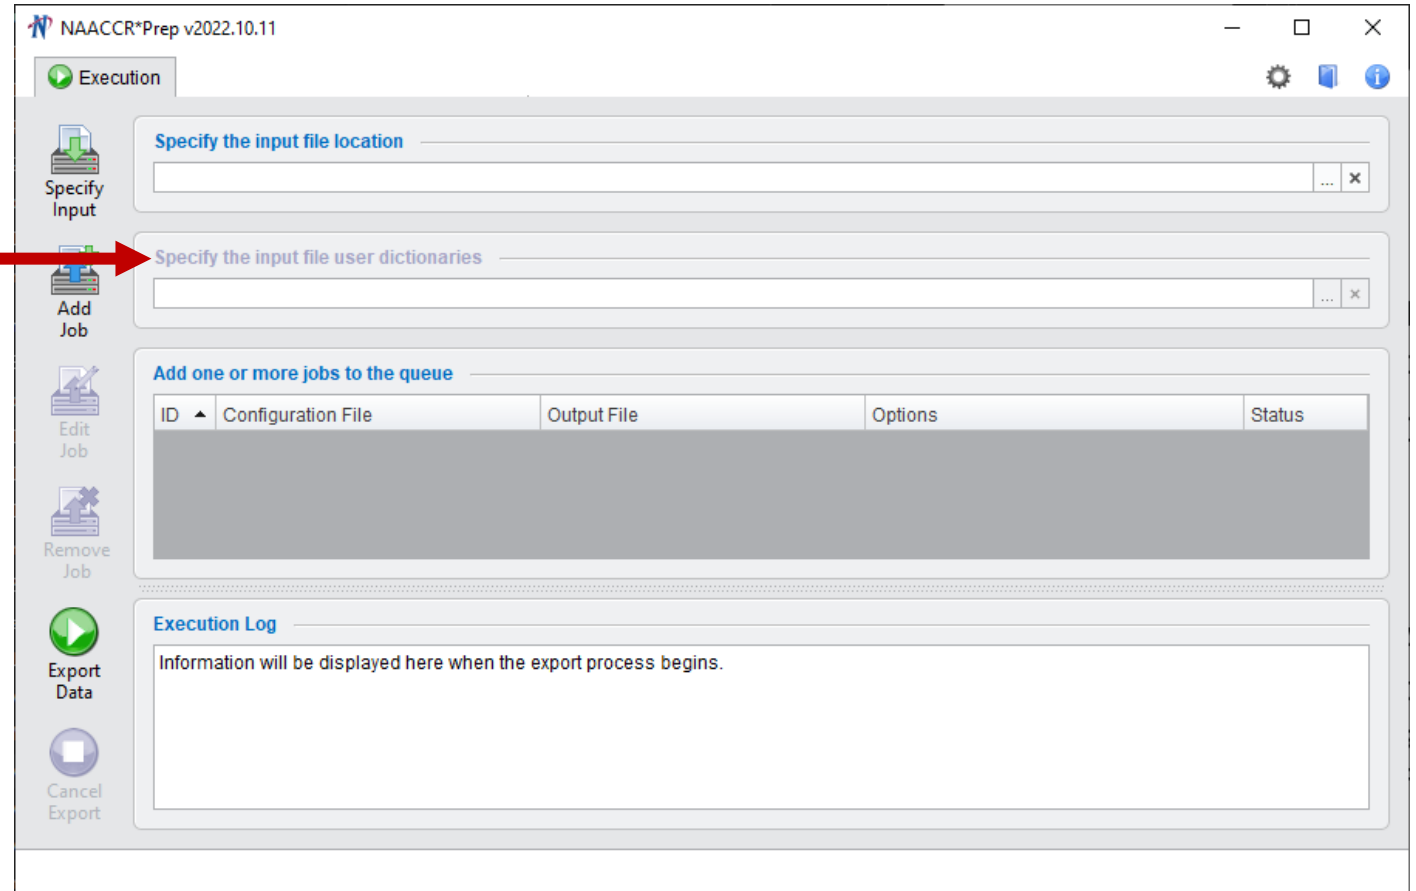 NAACCR*Prep v2022.10.11
Execution
Specify
Input
Specify the input file location
...
Add
Job
Specify the input file user dictionaries
...
Edit
Job
Add one or more jobs to the queue
ID Configuration File Output File Options Status
Remove
Job
Export
Data
Execution Log
Information will be displayed here when the export process begins.
Cancel
Export